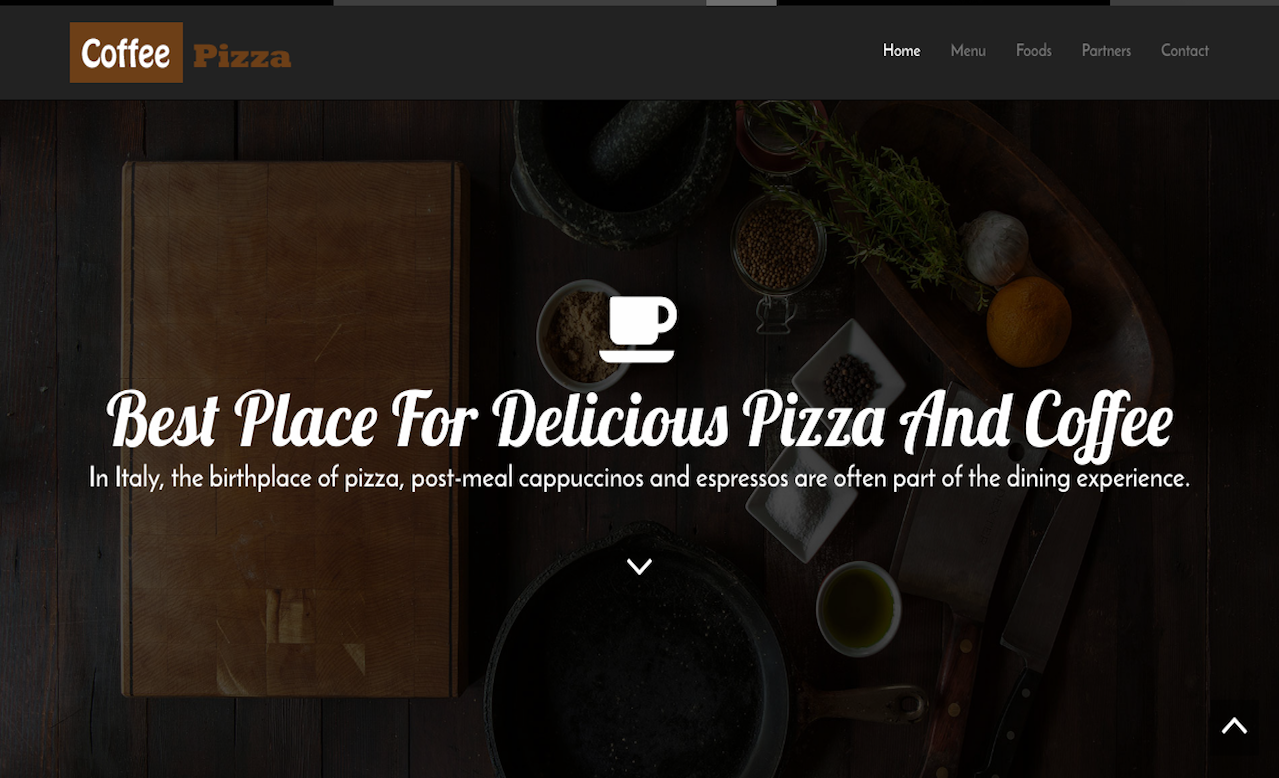 Coffee Pizza
Home Menu Foods Partners Contact
Best Place For Delicious Pizza And Coffee
In Italy, the birthplace of pizza, post-meal cappuccinos and espressos are often part of the dining experience.